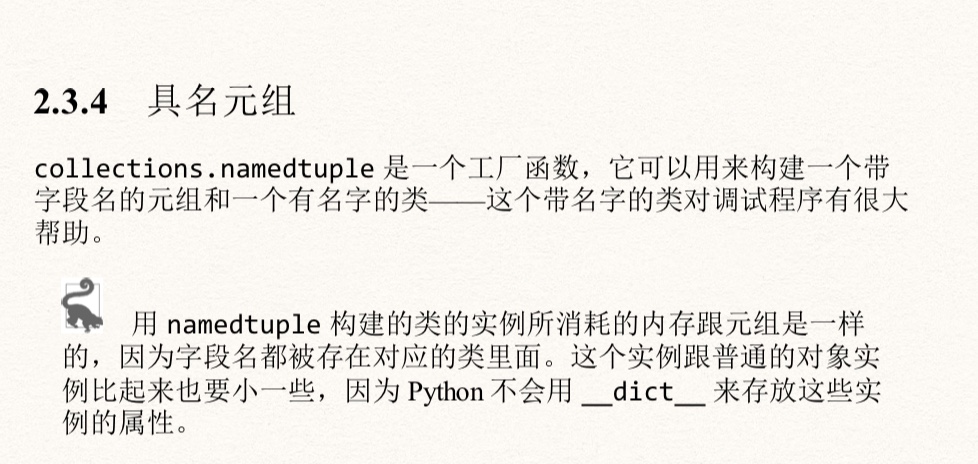 2.3.4 具名元组
collections.namedtuple 是一个工厂函数，它可以用来构建一个带
字段名的元组和一个有名字的类——这个带名字的类对调试程序有很大
帮助。
用 namedtuple 构建的类的实例所消耗的内存跟元组是一样
的，因为字段名都被存在对应的类里面。这个实例跟普通的对象实
例比起来也要小一些，因为 Python 不会用 __dict__ 来存放这些实
例的属性。